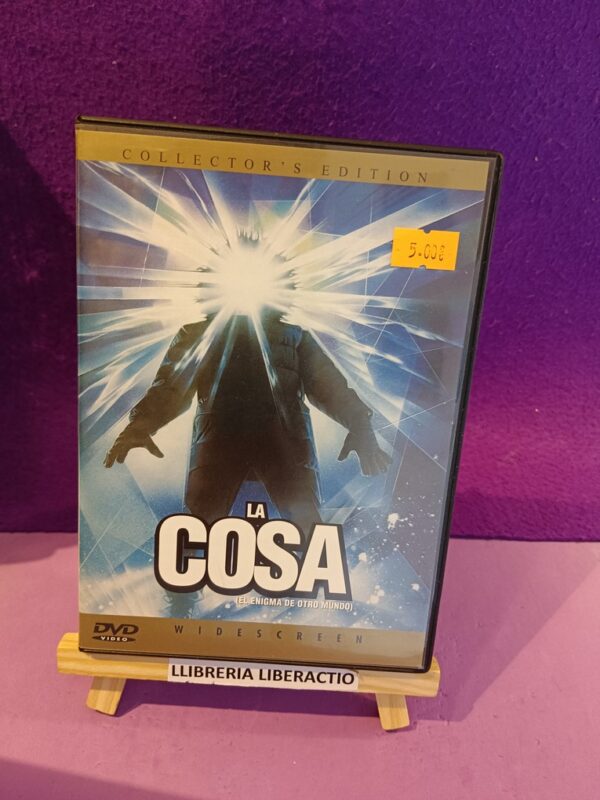 COLLECTOR'S EDITION
5.00€
LA
COSA
(EL ENIGMA DE OTRO MUNDO)
DVD
VIDEO
WIDESCREEN
LLIBRERIA LIBERACTIO